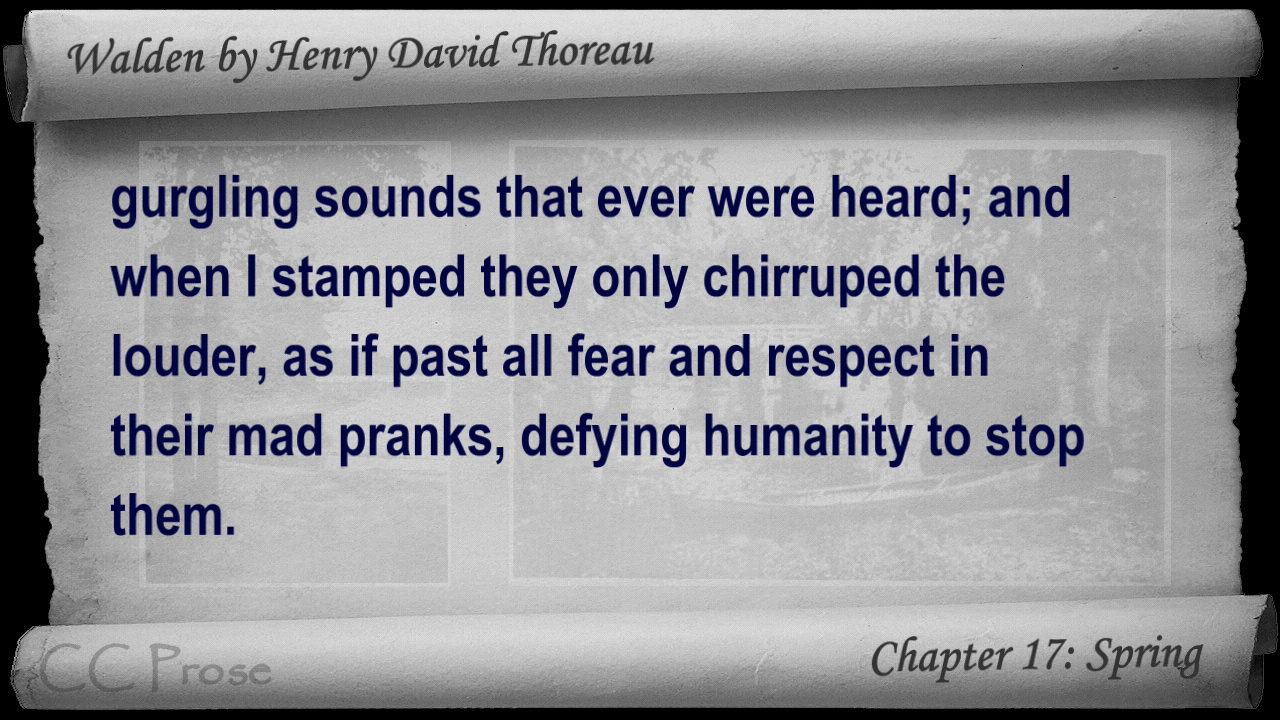 Walden by Henry David Thoreau
gurgling sounds that ever were heard; and
when I stamped they only chirruped the
louder, as if past all fear and respect in
their mad pranks, defying humanity to stop
them.
CC Prose
Chapter 17: Spring